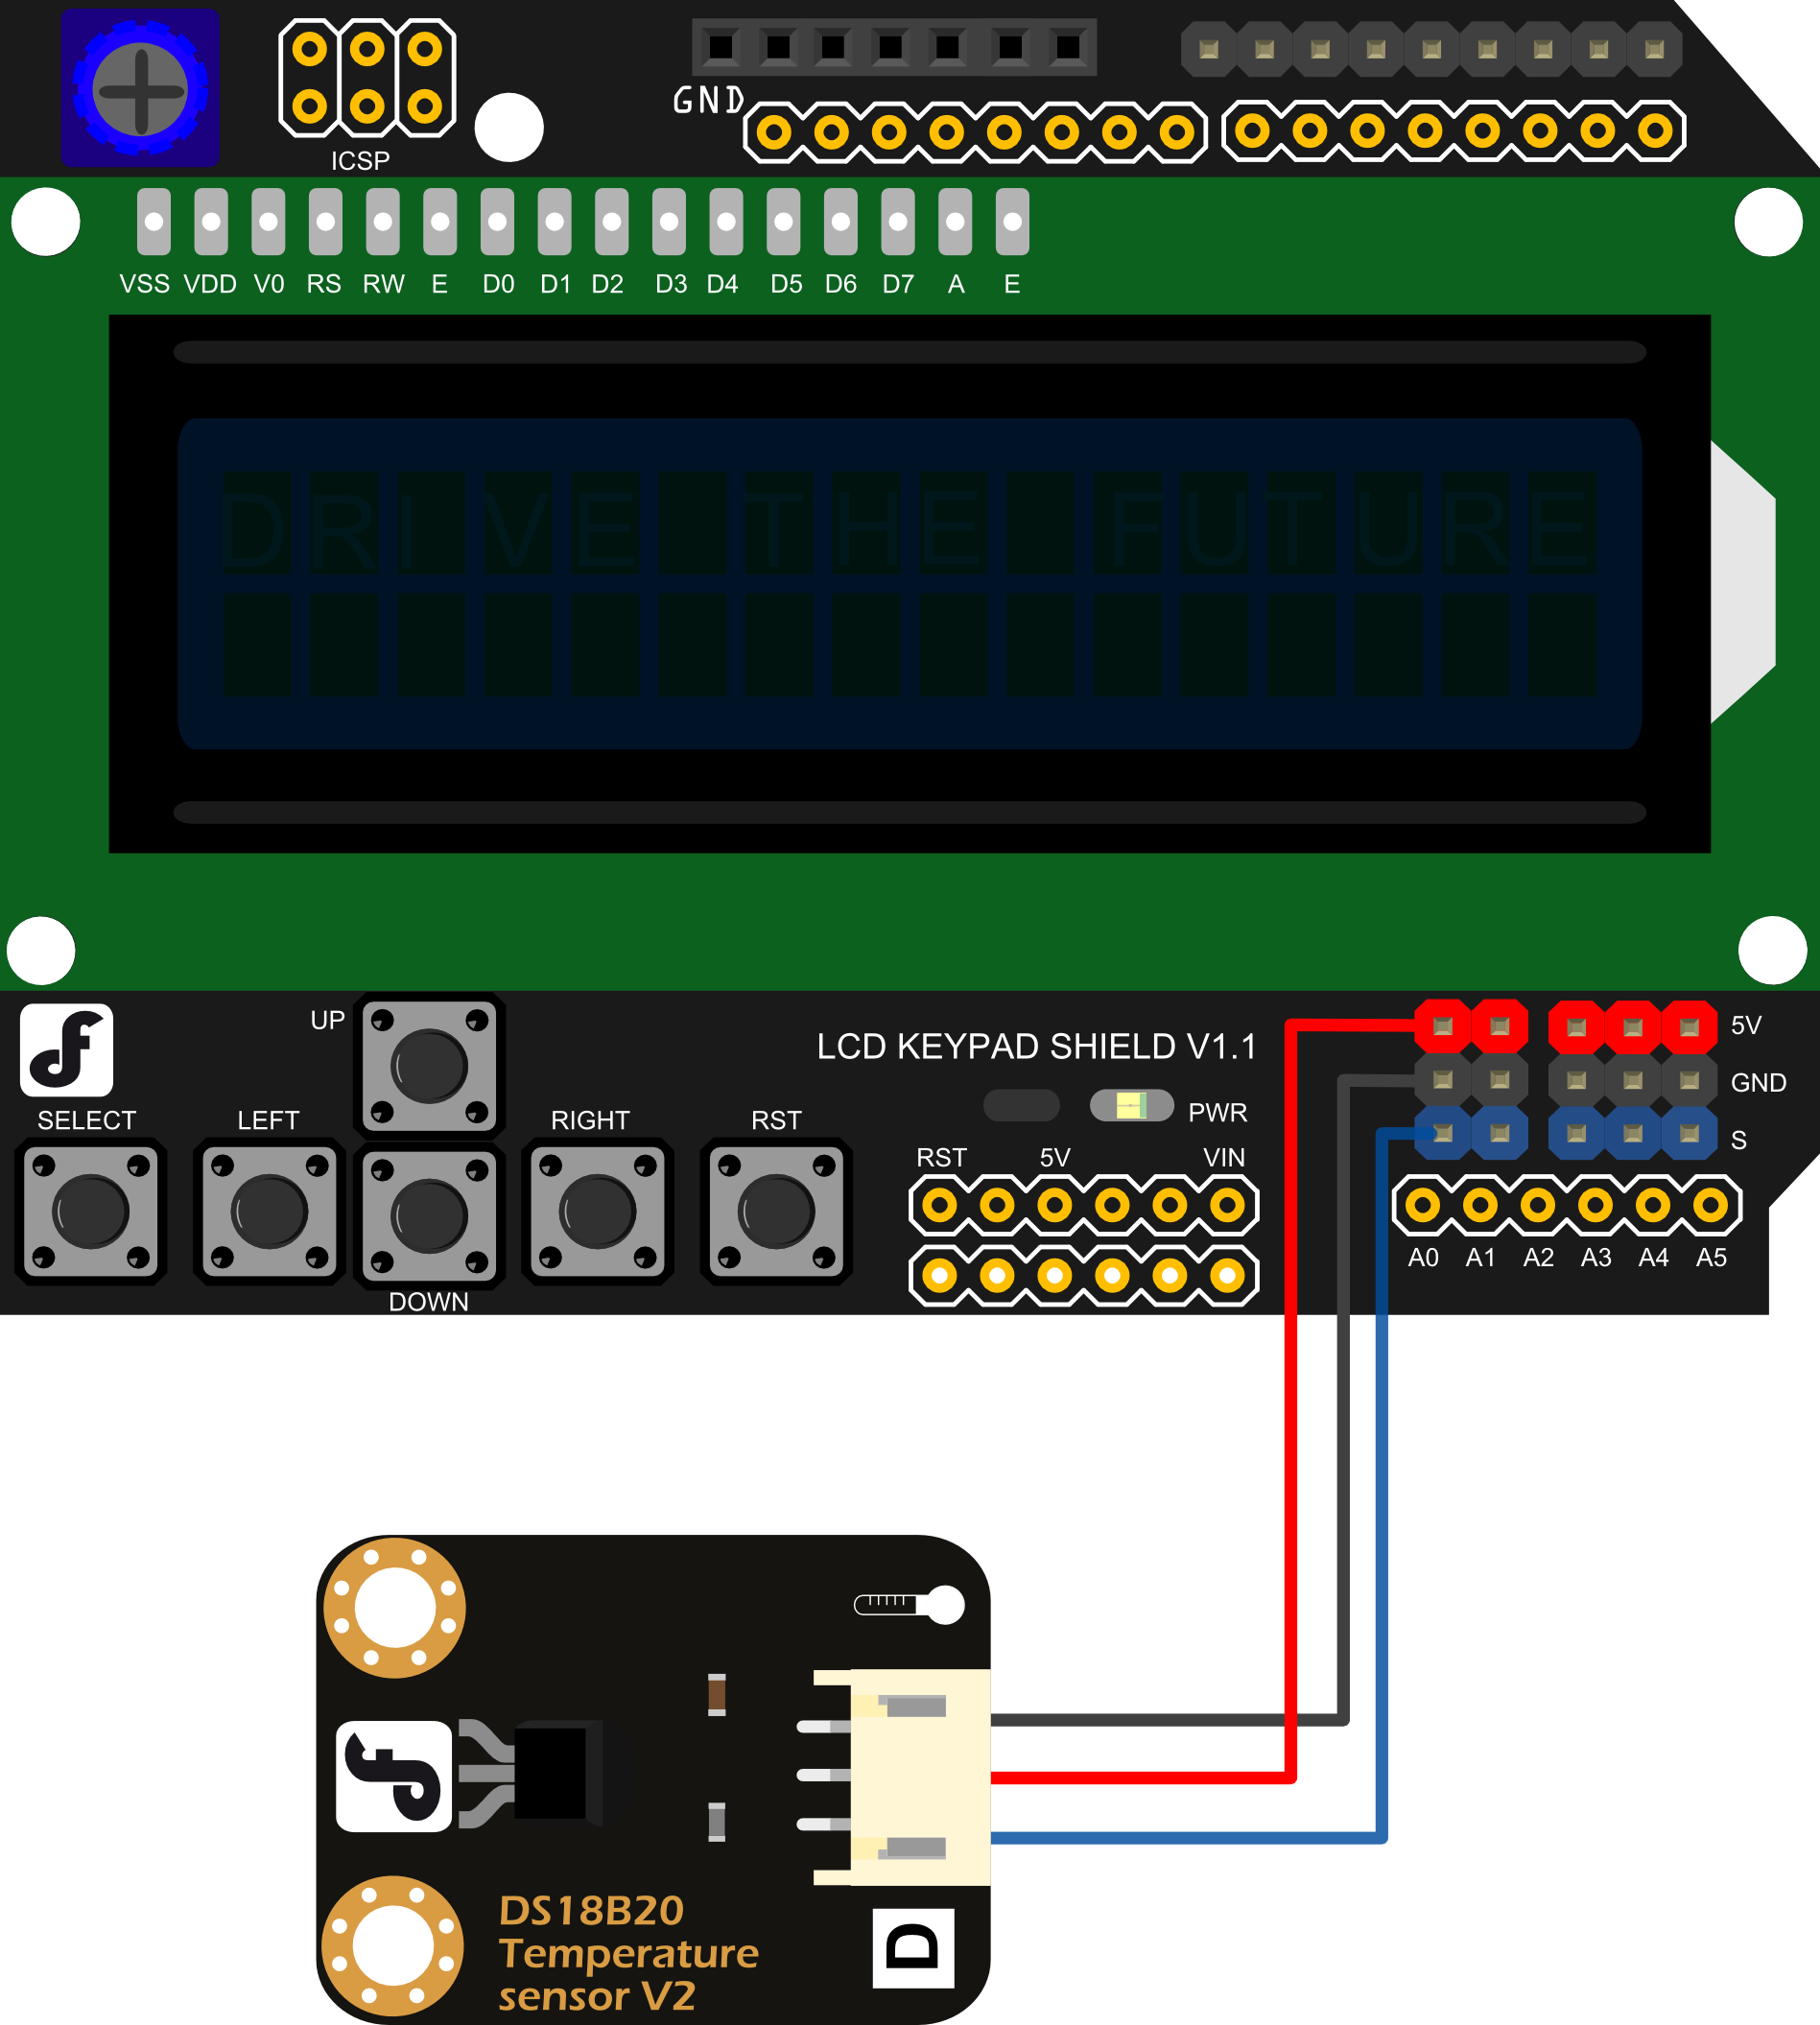 GND
ICSP
VSS VDD V0 RS RW E D0 D1 D2 D3 D4 D5 D6 D7 A E
DRIVE THE FUTURE
UP
LCD KEYPAD SHIELD V1.1
5V
GND
S
PWR
SELECT LEFT RIGHT RST
RST 5V VIN
A0 A1 A2 A3 A4 A5
DOWN
DS18B20
Temperature
sensor V2
D